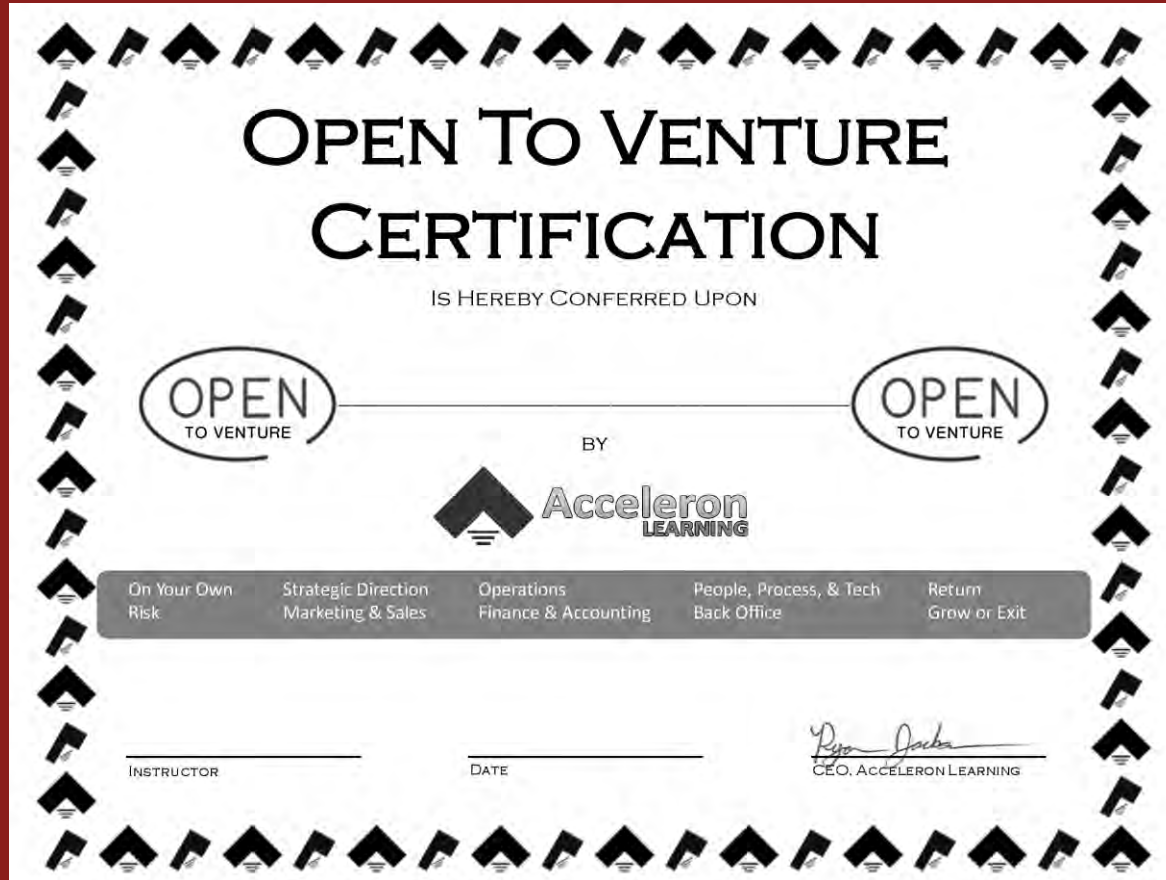 OPEN TO VENTURE
CERTIFICATION
IS HEREBY CONFERRED UPON
OPEN
TO VENTURE
OPEN
TO VENTURE
BY
Acceleron
LEARNING
On Your Own Strategic Direction Operations People, Process, & Tech Return
Risk Marketing & Sales Finance & Accounting Back Office Grow or Exit
Ryan
INSTRUCTOR DATE CEO, ACCELERON LEARNING